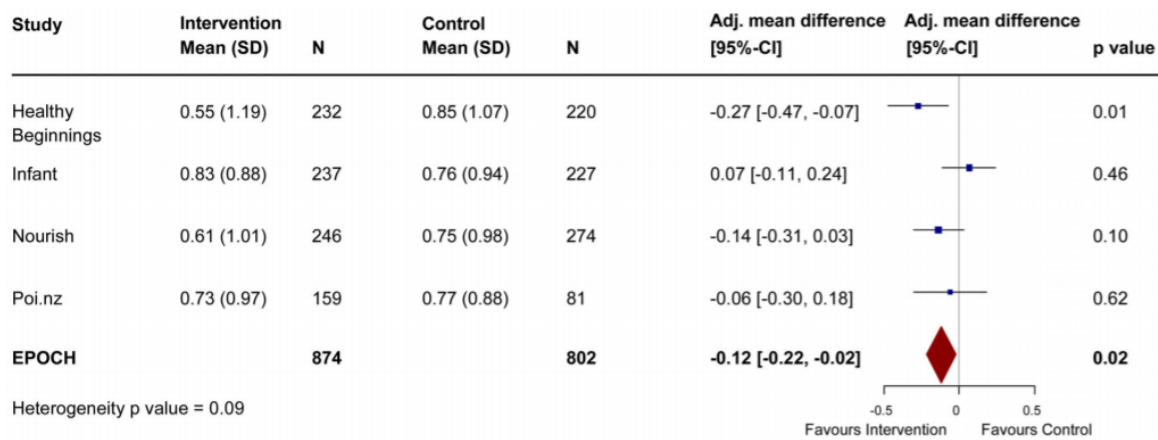 Study Intervention Mean (SD) N Control Mean (SD) N Adj. mean difference [95%-CI] Adj. mean difference [95%-CI] p value
Healthy Beginnings 0.55 (1.19) 232 0.85 (1.07) 220 -0.27 [-0.47, -0.07] 0.01
Infant 0.83 (0.88) 237 0.76 (0.94) 227 0.07 [-0.11, 0.24] 0.46
Nourish 0.61 (1.01) 246 0.75 (0.98) 274 -0.14 [-0.31, 0.03] 0.10
Poi.nz 0.73 (0.97) 159 0.77 (0.88) 81 -0.06 [-0.30, 0.18] 0.62
EPOCH 874 802 -0.12 [-0.22, -0.02] 0.02
Heterogeneity p value = 0.09
-0.5 0 0.5
Favours Intervention Favours Control